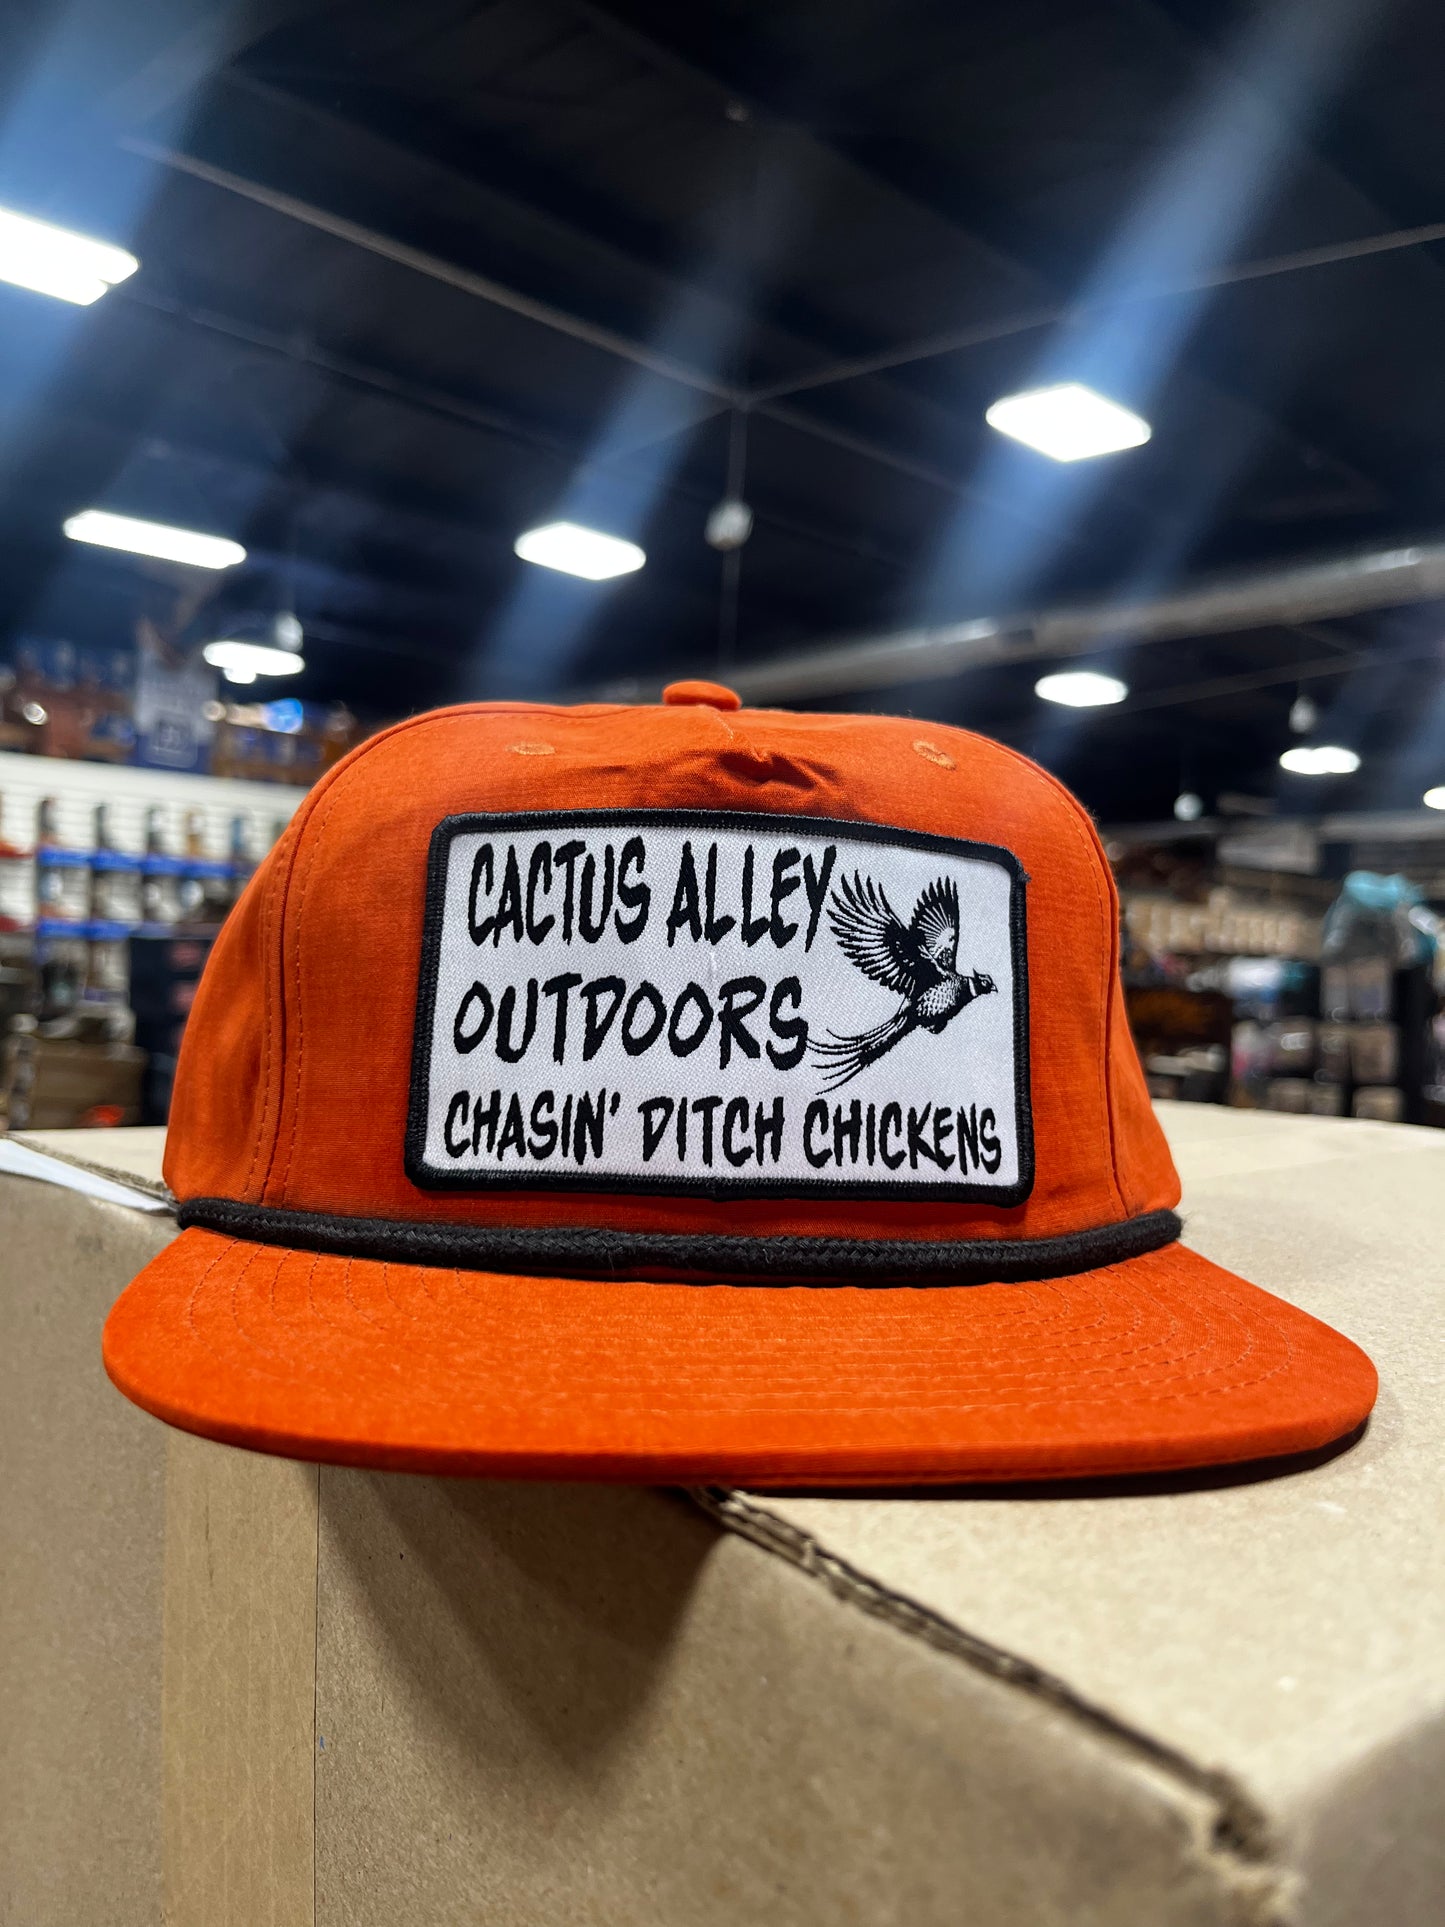 CACTUS ALLEY
OUTDOORS
CHASIN' DITCH CHICKENS